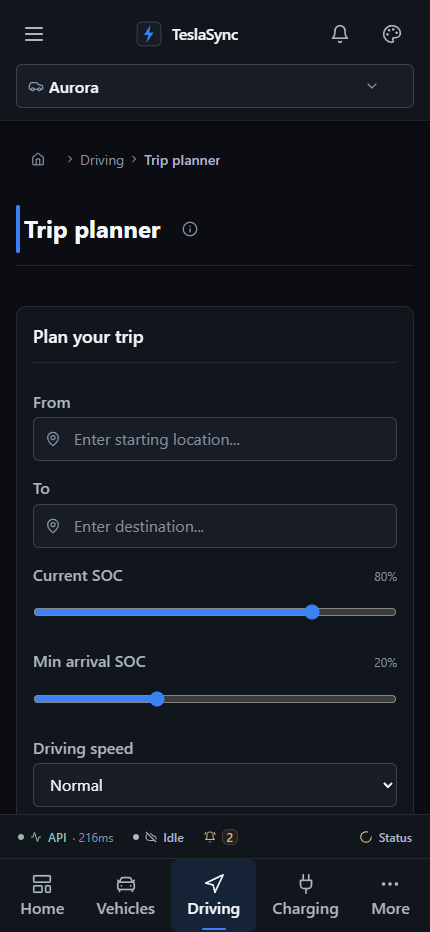 TeslaSync
Aurora
Driving Trip planner
Trip planner
Plan your trip
From
Enter starting location...
To
Enter destination...
Current SOC 80%
Min arrival SOC 20%
Driving speed
Normal
API · 216ms Idle 2 Status
Home Vehicles Driving Charging More